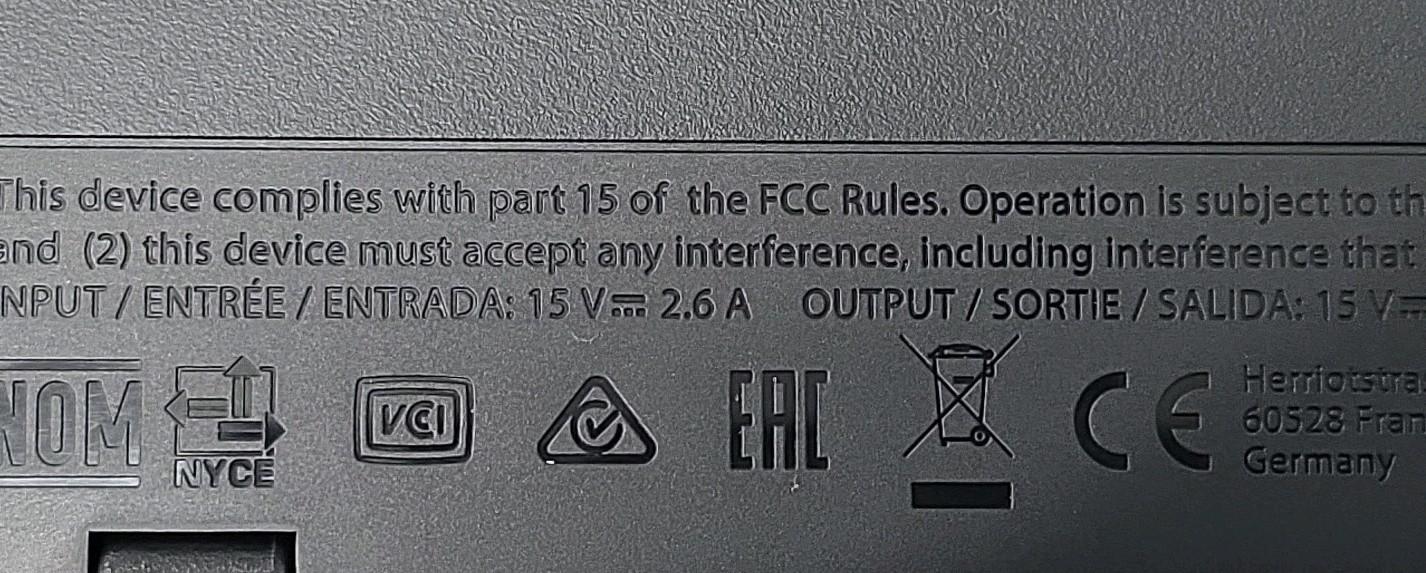 This device complies with part 15 of the FCC Rules. Operation is subject to th
and (2) this device must accept any interference, including interference that
INPUT / ENTRÉE / ENTRADA: 15 V⎓ 2.6 A OUTPUT / SORTIE / SALIDA: 15 V⎓
NOM
NYCE
VCI
EAC
CE
Herriotstra
60528 Fran
Germany